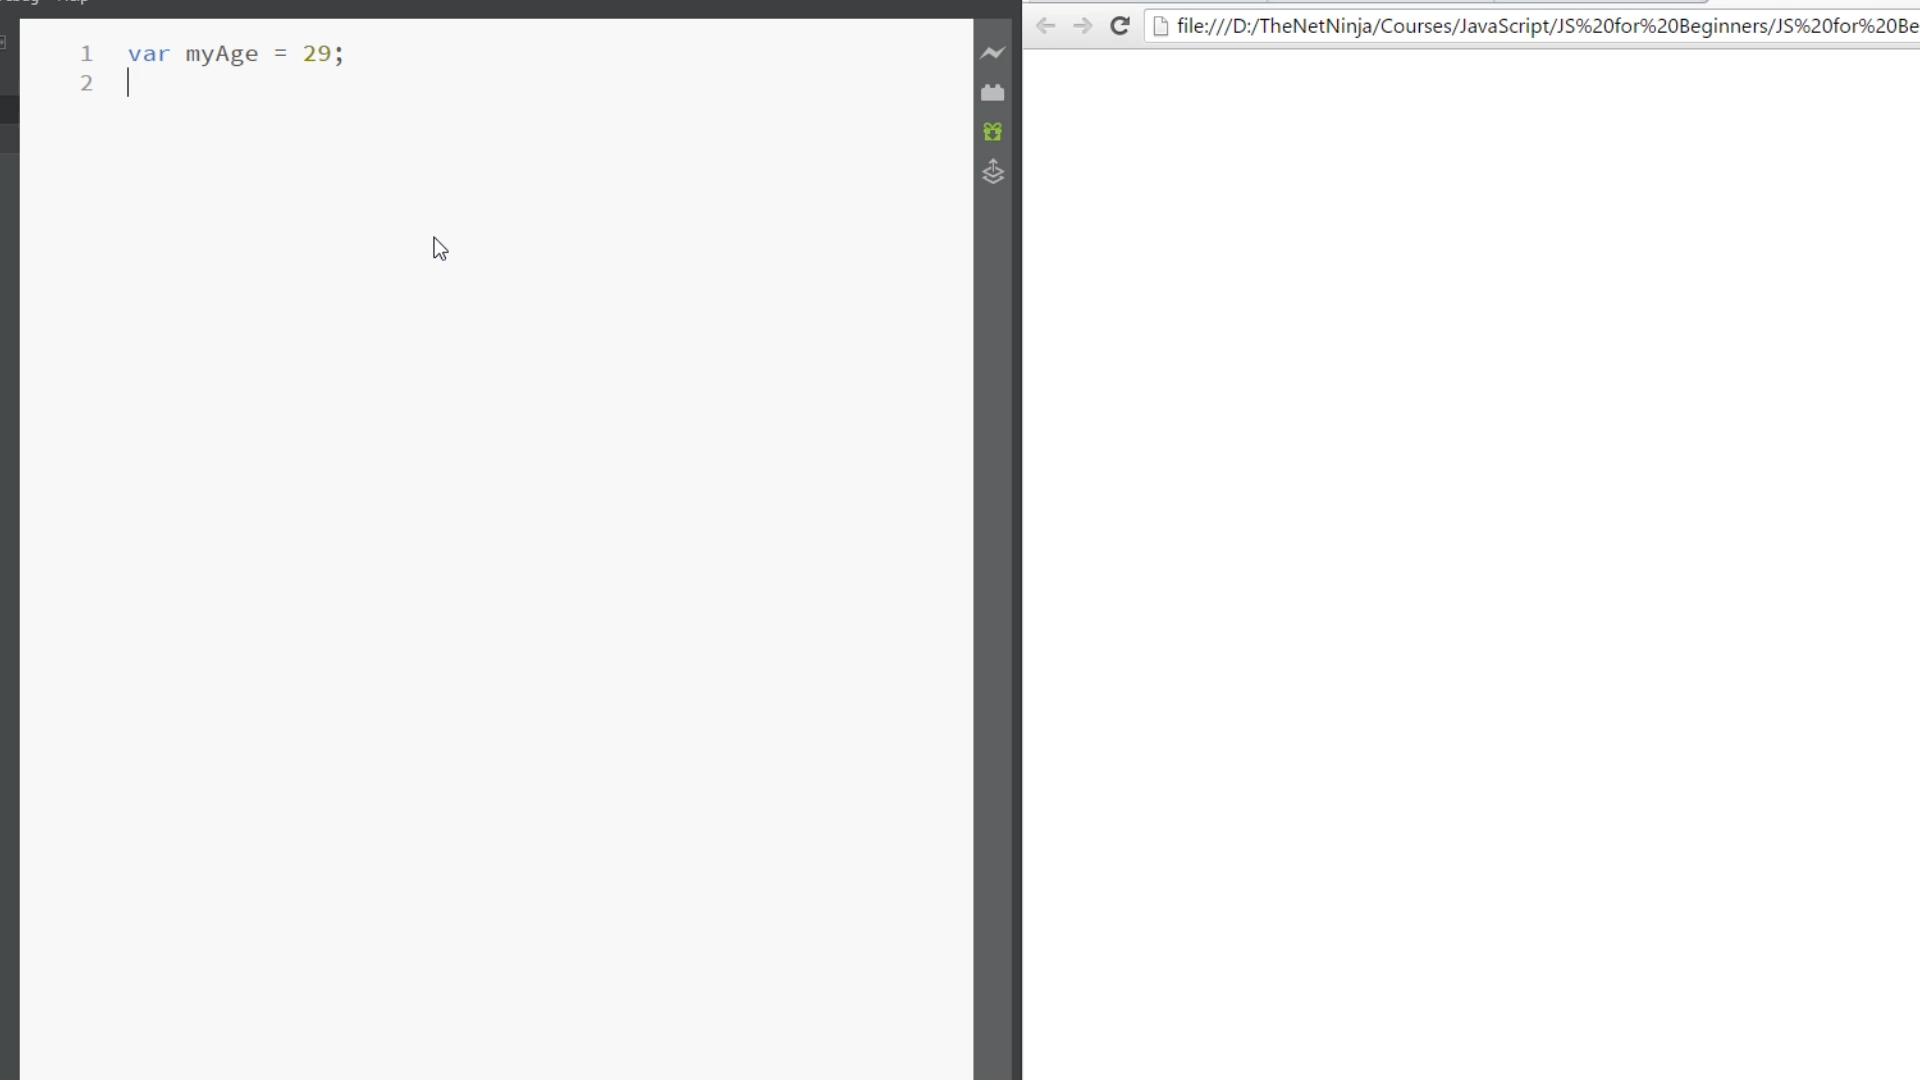 1 var myAge = 29;
2
file:///D:/TheNetNinja/Courses/JavaScript/JS%20for%20Beginners/JS%20for%20Be